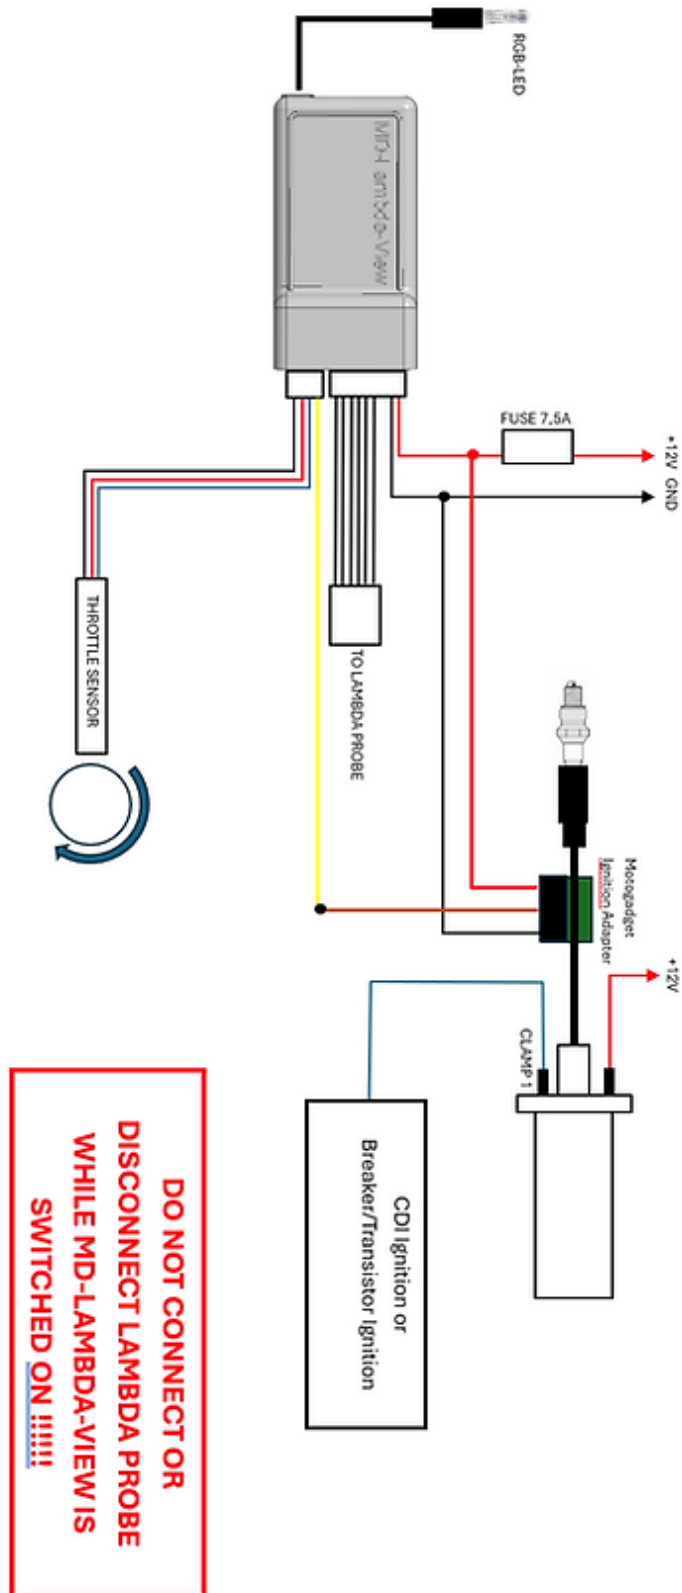 RGB-LED
MD-Lambda-View
FUSE 7,5A
+12V
GND
THROTTLE SENSOR
TO LAMBDA PROBE
Motogadget
Ignition Adapter
+12V
CLAMP 1
CDI Ignition or
Breaker/Transistor Ignition
DO NOT CONNECT OR
DISCONNECT LAMBDA PROBE
WHILE MD-LAMBDA-VIEW IS
SWITCHED ON !!!!!!